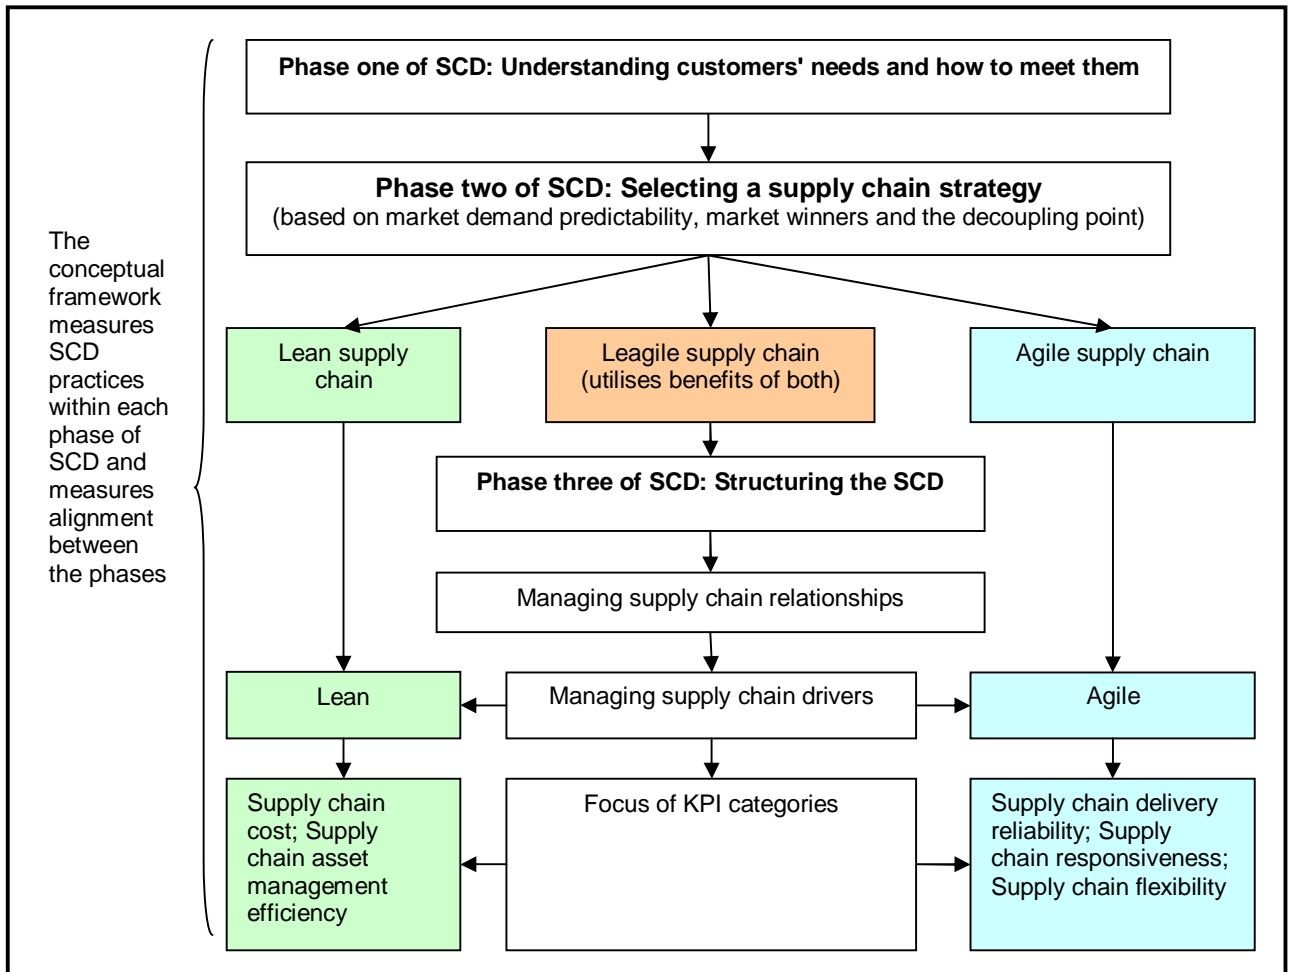 Phase one of SCD: Understanding customers' needs and how to meet them
Phase two of SCD: Selecting a supply chain strategy
(based on market demand predictability, market winners and the decoupling point)
The
conceptual
framework
measures
SCD
practices
within each
phase of
SCD and
measures
alignment
between
the phases
Lean supply
chain
Leagile supply chain
(utilises benefits of both)
Agile supply chain
Phase three of SCD: Structuring the SCD
Managing supply chain relationships
Lean
Managing supply chain drivers
Agile
Supply chain
cost; Supply
chain asset
management
efficiency
Focus of KPI categories
Supply chain delivery
reliability; Supply
chain responsiveness;
Supply chain flexibility